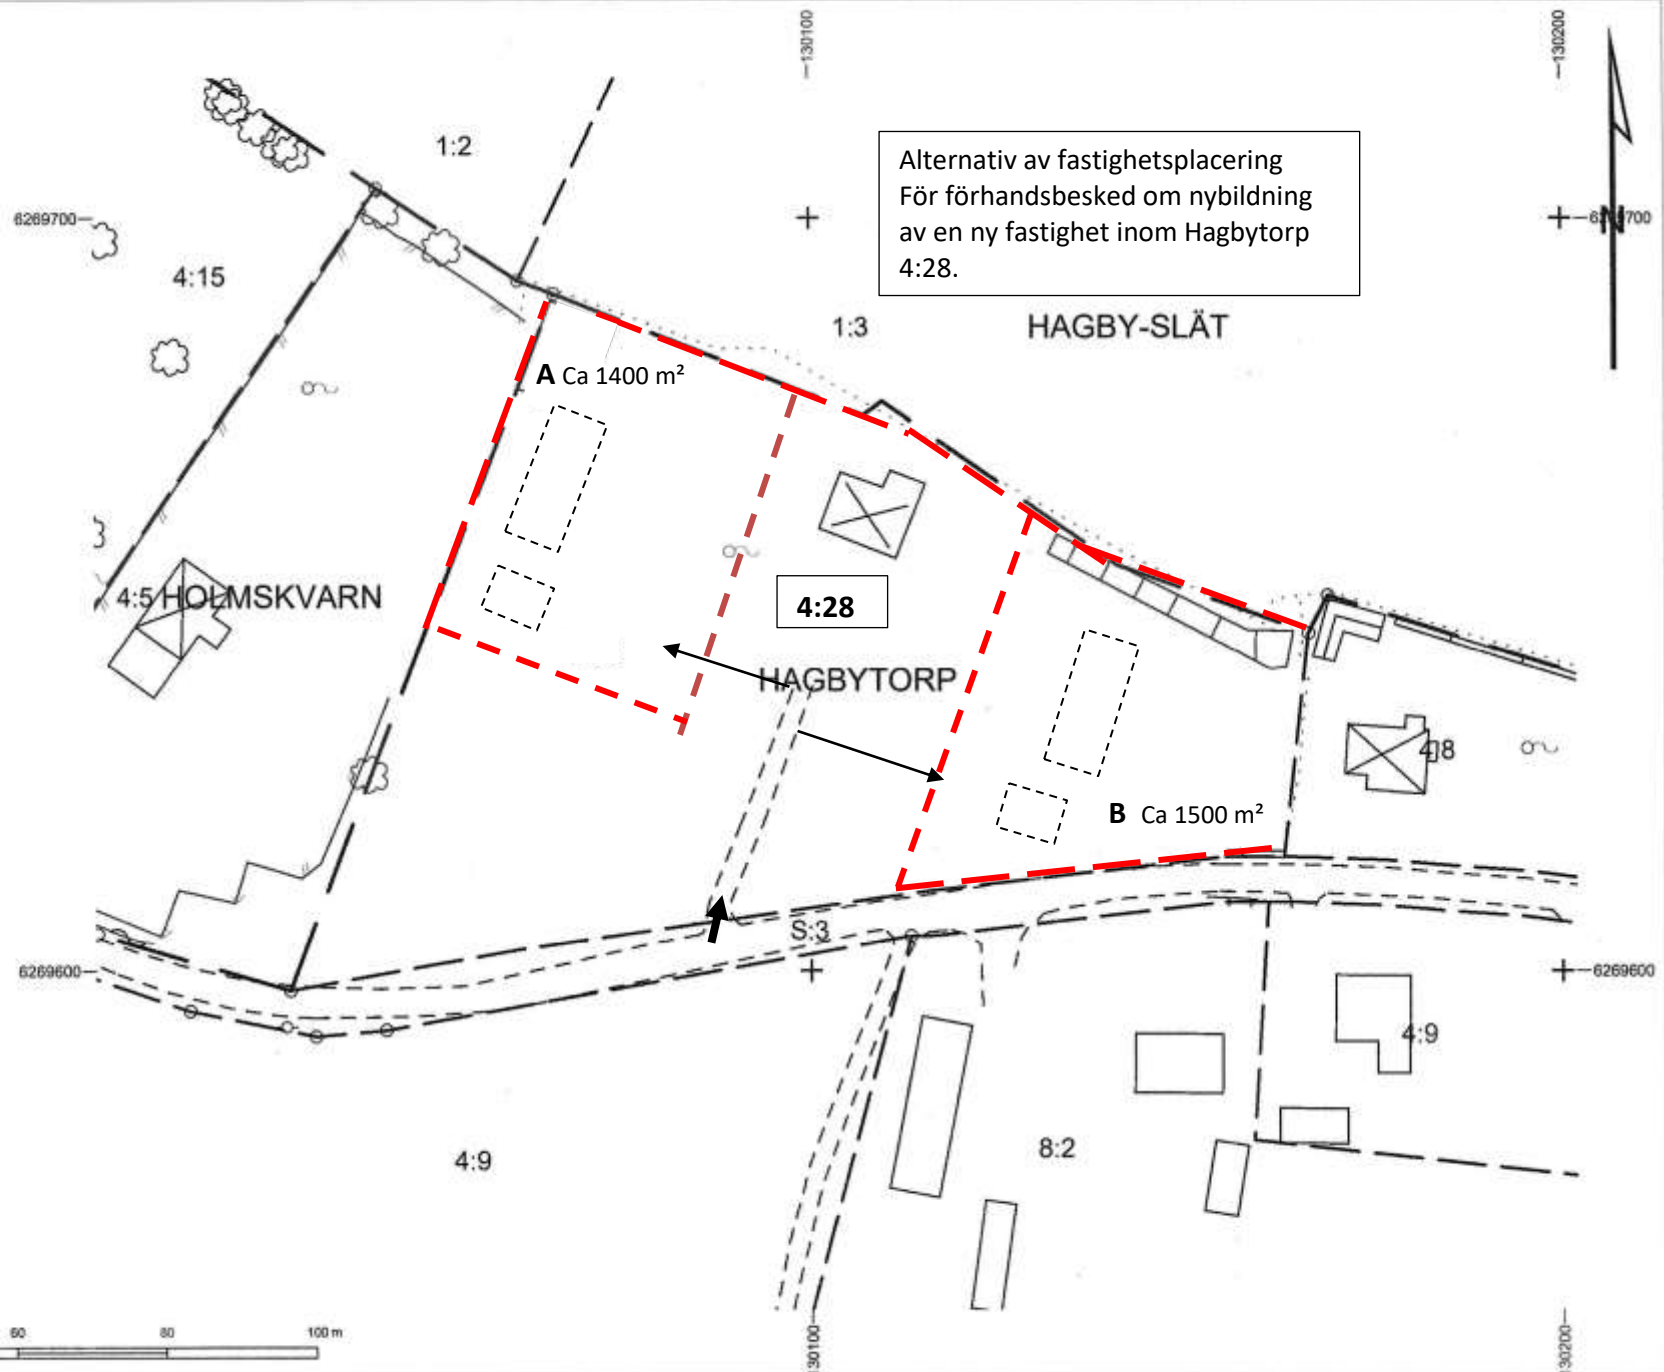 130100
130200
1:2
Alternativ av fastighetsplacering
För förhandsbesked om nybildning
av en ny fastighet inom Hagbytorp
4:28.
6269700
N
4:15
1:3
HAGBY-SLÄT
A Ca 1400 m²
4:5 HOLMSKVARN
4:28
HAGBYTORP
4:8
B Ca 1500 m²
S:3
6269600
6269600
4:9
4:9
8:2
60 80 100 m
130100
130200